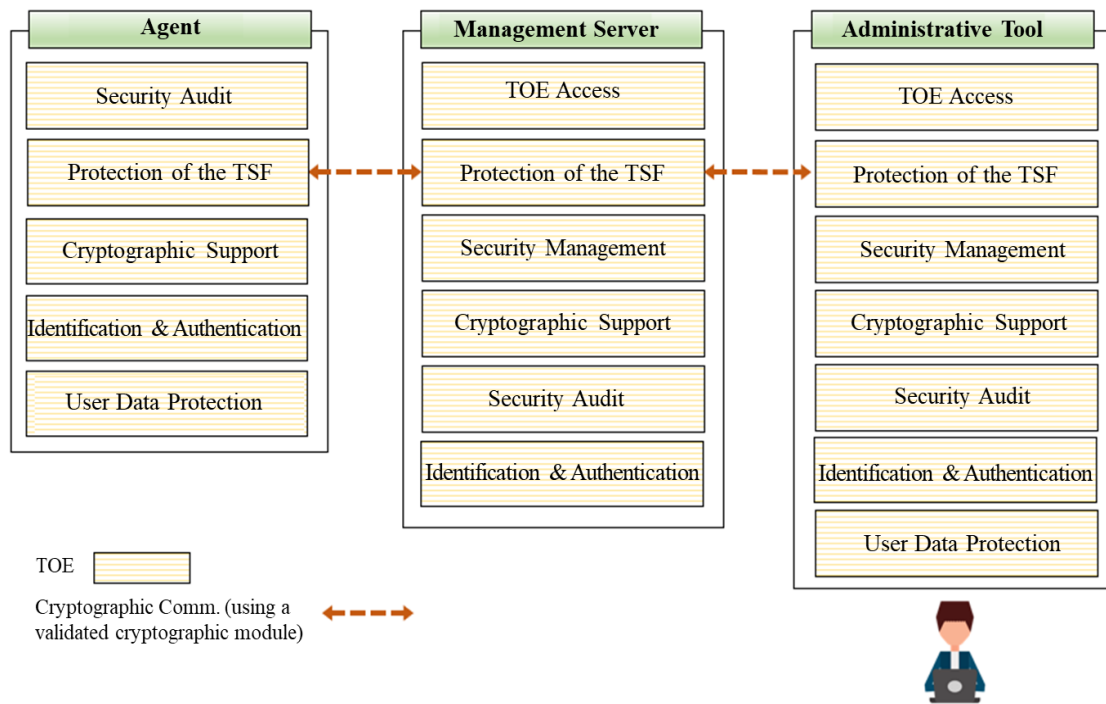 Agent
Security Audit
Protection of the TSF
Cryptographic Support
Identification & Authentication
User Data Protection
Management Server
TOE Access
Protection of the TSF
Security Management
Cryptographic Support
Security Audit
Identification & Authentication
Administrative Tool
TOE Access
Protection of the TSF
Security Management
Cryptographic Support
Security Audit
Identification & Authentication
User Data Protection
TOE
Cryptographic Comm. (using a
validated cryptographic module)